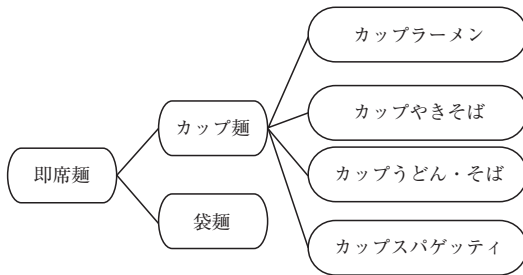 即席麺
カップ麺
袋麺
カップラーメン
カップやきそば
カップうどん・そば
カップスパゲッティ